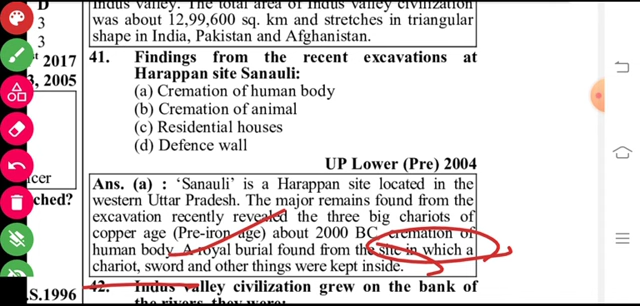 D
3
3
st 2017
3, 2005
cer
ched?
S.1996
Indus valley. The total area of Indus valley civilization
was about 12,99,600 sq. km and stretches in triangular
shape in India, Pakistan and Afghanistan.
41. Findings from the recent excavations at
Harappan site Sanauli:
(a) Cremation of human body
(b) Cremation of animal
(c) Residential houses
(d) Defence wall
UP Lower (Pre) 2004
Ans. (a) : ‘Sanauli’ is a Harappan site located in the
western Uttar Pradesh. The major remains found from the
excavation recently revealed the three big chariots of
copper age (Pre-iron age) about 2000 BC, cremation of
human body. A royal burial found from the site in which a
chariot, sword and other things were kept inside.
42. Indus valley civilization grew on the bank of
the rivers, they were: